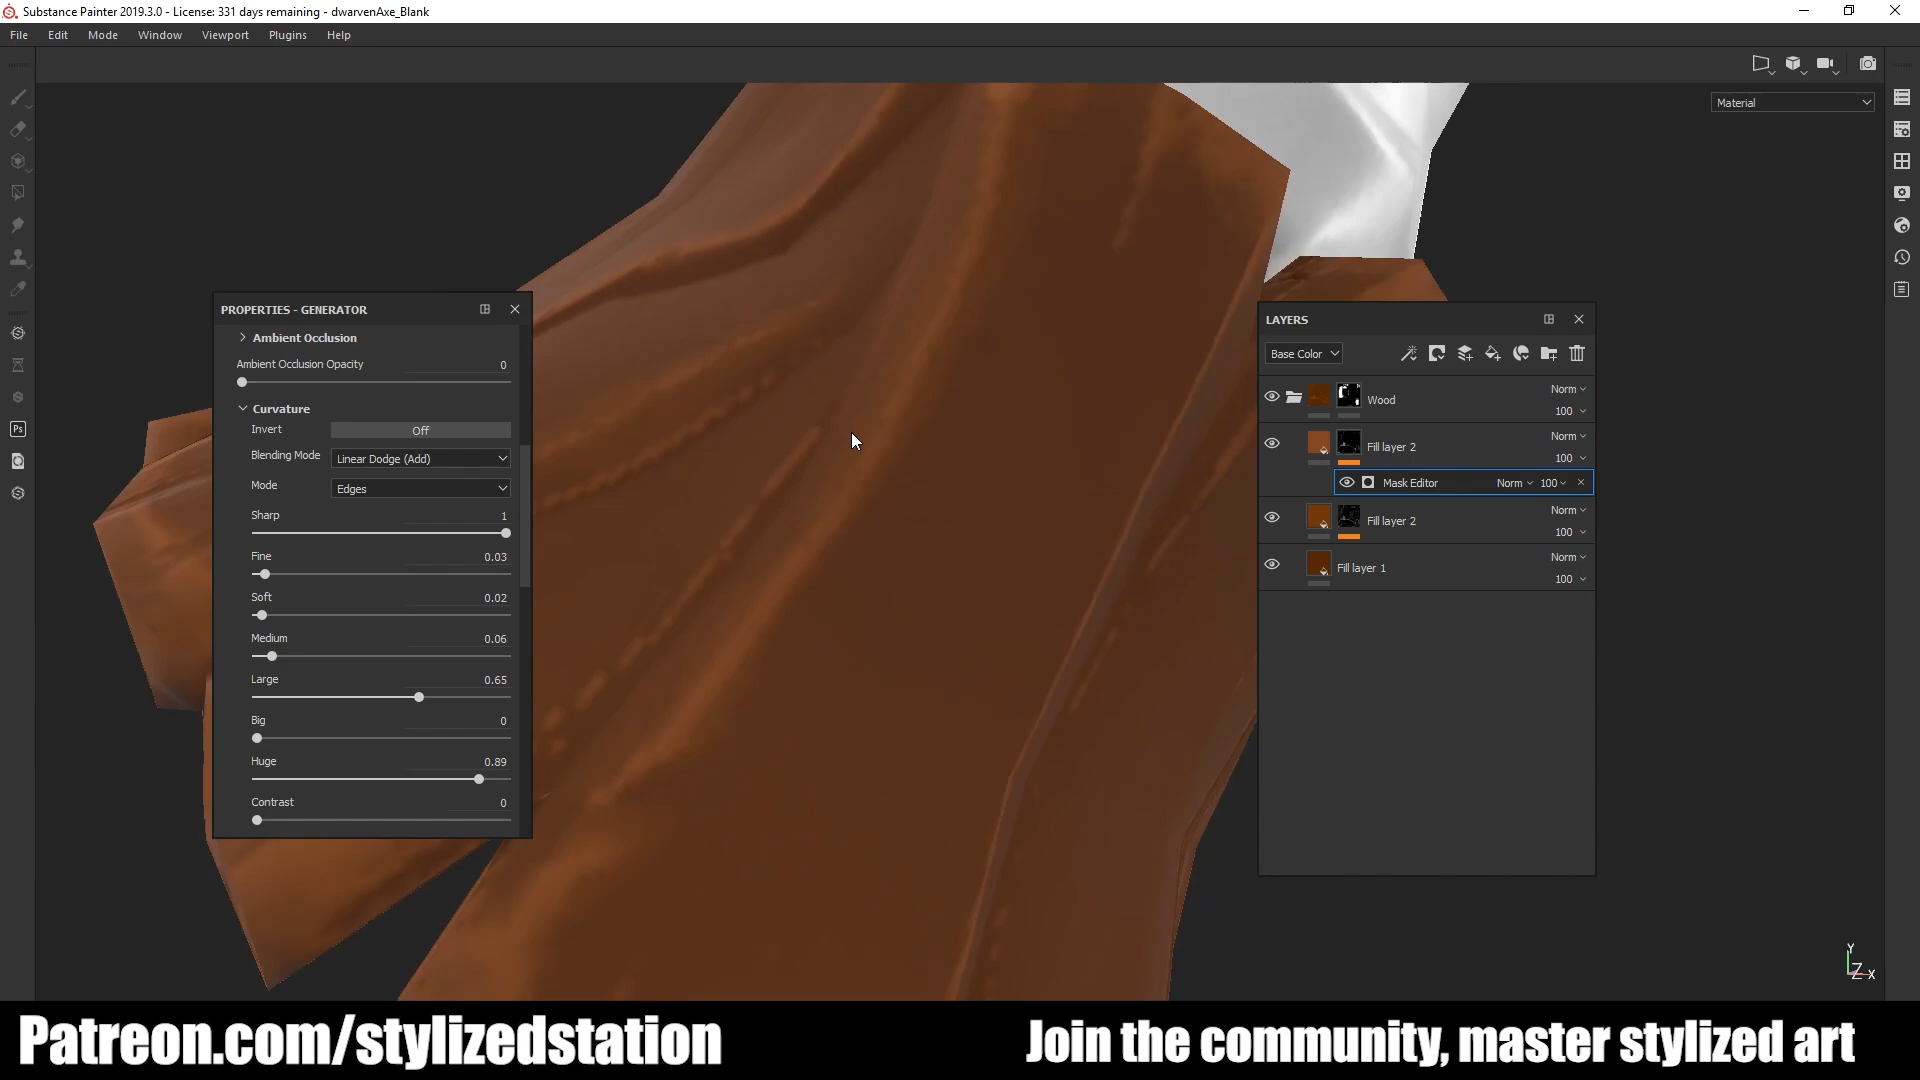 Substance Painter 2019.3.0 - License: 331 days remaining - dwarvenAxe_Blank
File Edit Mode Window Viewport Plugins Help
Material
PROPERTIES - GENERATOR
Ambient Occlusion
Ambient Occlusion Opacity 0
Curvature
Invert Off
Blending Mode Linear Dodge (Add)
Mode Edges
Sharp 1
Fine 0.03
Soft 0.02
Medium 0.06
Large 0.65
Big 0
Huge 0.89
Contrast 0
LAYERS
Base Color
Wood Norm 100
Fill layer 2 Norm 100
Mask Editor Norm 100
Fill layer 2 Norm 100
Fill layer 1 Norm 100
Ps
Y
Z X
Patreon.com/stylizedstation
Join the community, master stylized art